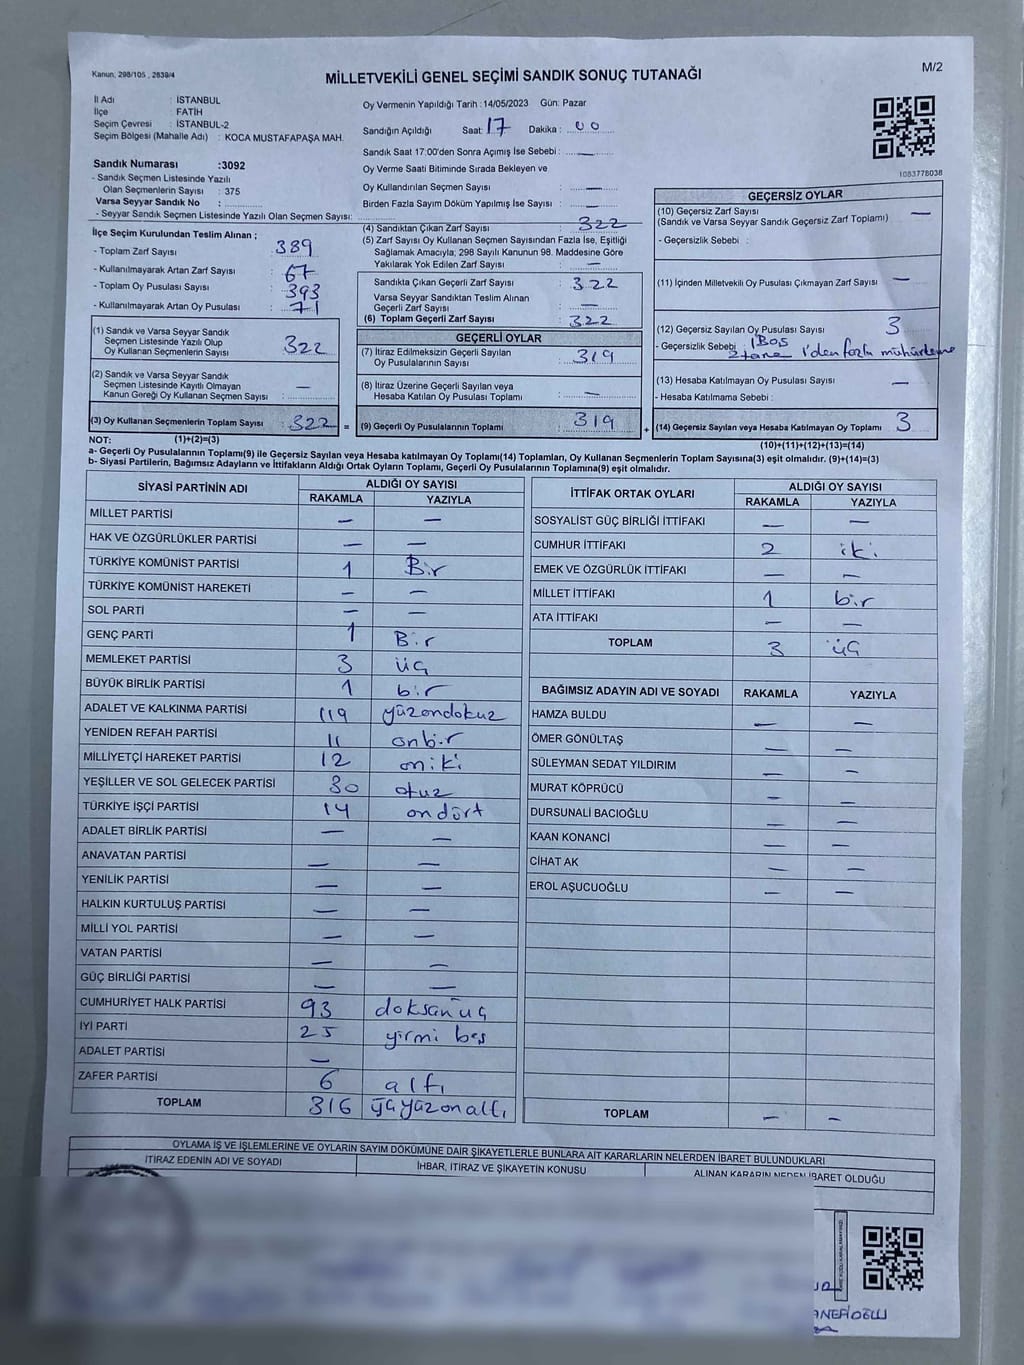 Kanun, 298/105 , 2839/4
MİLLETVEKİLİ GENEL SEÇİMİ SANDIK SONUÇ TUTANAĞI
M/2
İl Adı : İSTANBUL
İlçe : FATİH
Seçim Çevresi : İSTANBUL-2
Seçim Bölgesi (Mahalle Adı) : KOCA MUSTAFAPAŞA MAH.
Sandık Numarası :3092
- Sandık Seçmen Listesinde Yazılı
Olan Seçmenlerin Sayısı : 375
Varsa Seyyar Sandık No :
- Seyyar Sandık Seçmen Listesinde Yazılı Olan Seçmen Sayısı:
Oy Vermenin Yapıldığı Tarih :14/05/2023 Gün: Pazar
Sandığın Açıldığı Saat: 17 Dakika : 00
Sandık Saat 17:00'den Sonra Açımış İse Sebebi : —
Oy Verme Saati Bitiminde Sırada Bekleyen ve
Oy Kullandırılan Seçmen Sayısı : —
Birden Fazla Sayım Döküm Yapılmış İse Sayısı : —
1083778038
İlçe Seçim Kurulundan Teslim Alınan ;
- Toplam Zarf Sayısı : 389
- Kullanılmayarak Artan Zarf Sayısı : 67
- Toplam Oy Pusulası Sayısı : 393
- Kullanılmayarak Artan Oy Pusulası : 71
(1) Sandık ve Varsa Seyyar Sandık
Seçmen Listesinde Yazılı Olup
Oy Kullanan Seçmenlerin Sayısı : 322
(2) Sandık ve Varsa Seyyar Sandık
Seçmen Listesinde Kayıtlı Olmayan
Kanun Gereği Oy Kullanan Seçmen Sayısı : —
(3) Oy Kullanan Seçmenlerin Toplam Sayısı : 322 =
(4) Sandıktan Çıkan Zarf Sayısı : 322
(5) Zarf Sayısı Oy Kullanan Seçmen Sayısından Fazla İse, Eşitliği
Sağlamak Amacıyla; 298 Sayılı Kanunun 98. Maddesine Göre
Yakılarak Yok Edilen Zarf Sayısı : —
Sandıkta Çıkan Geçerli Zarf Sayısı : 322
Varsa Seyyar Sandıktan Teslim Alınan
Geçerli Zarf Sayısı : —
(6) Toplam Geçerli Zarf Sayısı : 322
GEÇERLİ OYLAR
(7) İtiraz Edilmeksizin Geçerli Sayılan
Oy Pusulalarının Sayısı : 319
(8) İtiraz Üzerine Geçerli Sayılan veya
Hesaba Katılan Oy Pusulası Toplamı : —
(9) Geçerli Oy Pusulalarının Toplamı : 319 +
GEÇERSİZ OYLAR
(10) Geçersiz Zarf Sayısı : —
(Sandık ve Varsa Seyyar Sandık Geçersiz Zarf Toplamı)
- Geçersizlik Sebebi :
(11) İçinden Milletvekili Oy Pusulası Çıkmayan Zarf Sayısı : —
(12) Geçersiz Sayılan Oy Pusulası Sayısı : 3
- Geçersizlik Sebebi : 1 BOŞ
2 tane 1'den fazla mühürleme
(13) Hesaba Katılmayan Oy Pusulası Sayısı : —
- Hesaba Katılmama Sebebi :
(14) Geçersiz Sayılan veya Hesaba Katılmayan Oy Toplamı : 3
NOT: (1)+(2)=(3)
(10)+(11)+(12)+(13)=(14)
a- Geçerli Oy Pusulalarının Toplamı(9) ile Geçersiz Sayılan veya Hesaba katılmayan Oy Toplamı(14) Toplamları, Oy Kullanan Seçmenlerin Toplam Sayısına(3) eşit olmalıdır. (9)+(14)=(3)
b- Siyasi Partilerin, Bağımsız Adayların ve İttifakların Aldığı Ortak Oyların Toplamı, Geçerli Oy Pusulalarının Toplamına(9) eşit olmalıdır.
SİYASİ PARTİNİN ADI ALDIĞI OY SAYISI
RAKAMLA YAZIYLA
MİLLET PARTİSİ — —
HAK VE ÖZGÜRLÜKLER PARTİSİ — —
TÜRKİYE KOMÜNİST PARTİSİ 1 Bir
TÜRKİYE KOMÜNİST HAREKETİ — —
SOL PARTİ — —
GENÇ PARTİ 1 Bir
MEMLEKET PARTİSİ 3 üç
BÜYÜK BİRLİK PARTİSİ 1 bir
ADALET VE KALKINMA PARTİSİ 119 yüzondokuz
YENİDEN REFAH PARTİSİ 11 onbir
MİLLİYETÇİ HAREKET PARTİSİ 12 oniki
YEŞİLLER VE SOL GELECEK PARTİSİ 30 otuz
TÜRKİYE İŞÇİ PARTİSİ 14 ondört
ADALET BİRLİK PARTİSİ — —
ANAVATAN PARTİSİ — —
YENİLİK PARTİSİ — —
HALKIN KURTULUŞ PARTİSİ — —
MİLLİ YOL PARTİSİ — —
VATAN PARTİSİ — —
GÜÇ BİRLİĞİ PARTİSİ — —
CUMHURİYET HALK PARTİSİ 93 doksanüç
İYİ PARTİ 25 yirmi beş
ADALET PARTİSİ —
ZAFER PARTİSİ 6 altı
TOPLAM 316 üçyüzonaltı
İTTİFAK ORTAK OYLARI ALDIĞI OY SAYISI
RAKAMLA YAZIYLA
SOSYALİST GÜÇ BİRLİĞİ İTTİFAKI — —
CUMHUR İTTİFAKI 2 iki
EMEK VE ÖZGÜRLÜK İTTİFAKI — —
MİLLET İTTİFAKI 1 bir
ATA İTTİFAKI — —
TOPLAM 3 üç
BAĞIMSIZ ADAYIN ADI VE SOYADI RAKAMLA YAZIYLA
HAMZA BULDU — —
ÖMER GÖNÜLTAŞ — —
SÜLEYMAN SEDAT YILDIRIM — —
MURAT KÖPRÜCÜ — —
DURSUNALİ BACIOĞLU — —
KAAN KONANCİ — —
CİHAT AK — —
EROL AŞUCUOĞLU — —
TOPLAM — —
OYLAMA İŞ VE İŞLEMLERİNE VE OYLARIN SAYIM DÖKÜMÜNE DAİR ŞİKAYETLERLE BUNLARA AİT KARARLARIN NELERDEN İBARET BULUNDUKLARI
İTİRAZ EDENİN ADI VE SOYADI İHBAR, İTİRAZ VE ŞİKAYETİN KONUSU ALINAN KARARIN NEDEN İBARET OLDUĞU